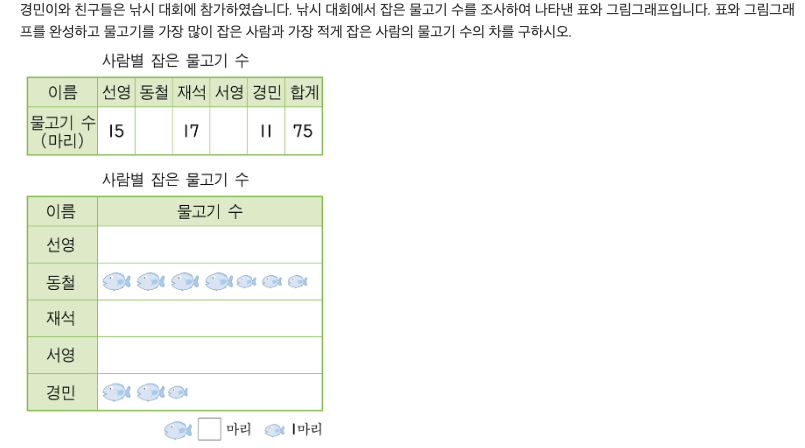 경민이와 친구들은 낚시 대회에 참가하였습니다. 낚시 대회에서 잡은 물고기 수를 조사하여 나타낸 표와 그림그래프입니다. 표와 그림그래
프를 완성하고 물고기를 가장 많이 잡은 사람과 가장 적게 잡은 사람의 물고기 수의 차를 구하시오.
사람별 잡은 물고기 수
이름 선영 동철 재석 서영 경민 합계
물고기 수
(마리) 15 17 11 75
사람별 잡은 물고기 수
이름 물고기 수
선영
동철
재석
서영
경민
마리 1마리